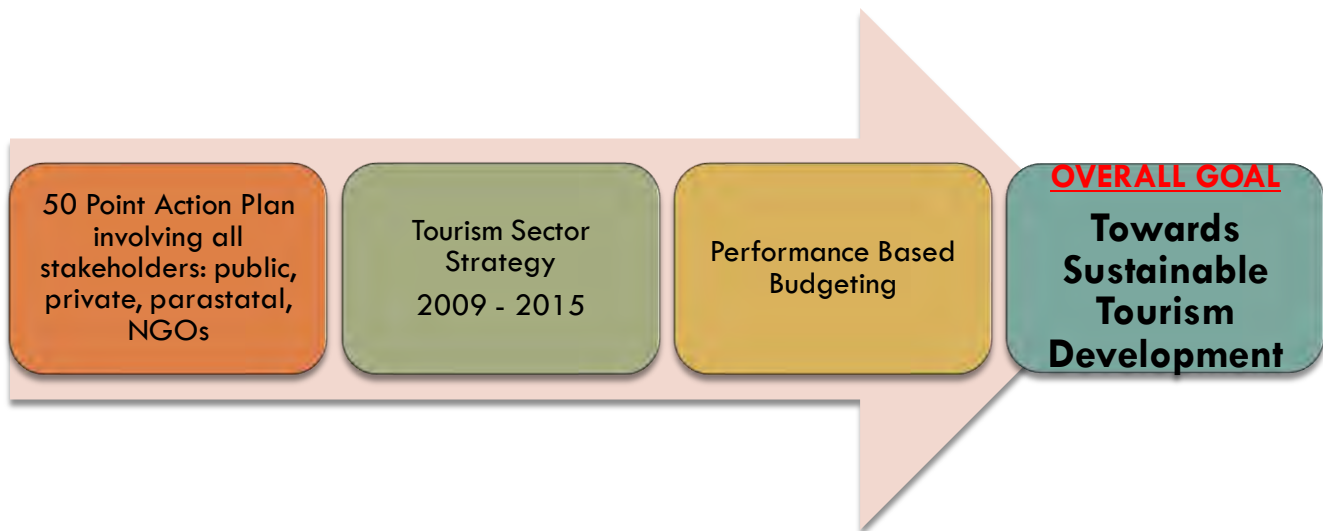 50 Point Action Plan
involving all
stakeholders: public,
private, parastatal,
NGOs
Tourism Sector
Strategy
2009 - 2015
Performance Based
Budgeting
OVERALL GOAL
Towards
Sustainable
Tourism
Development